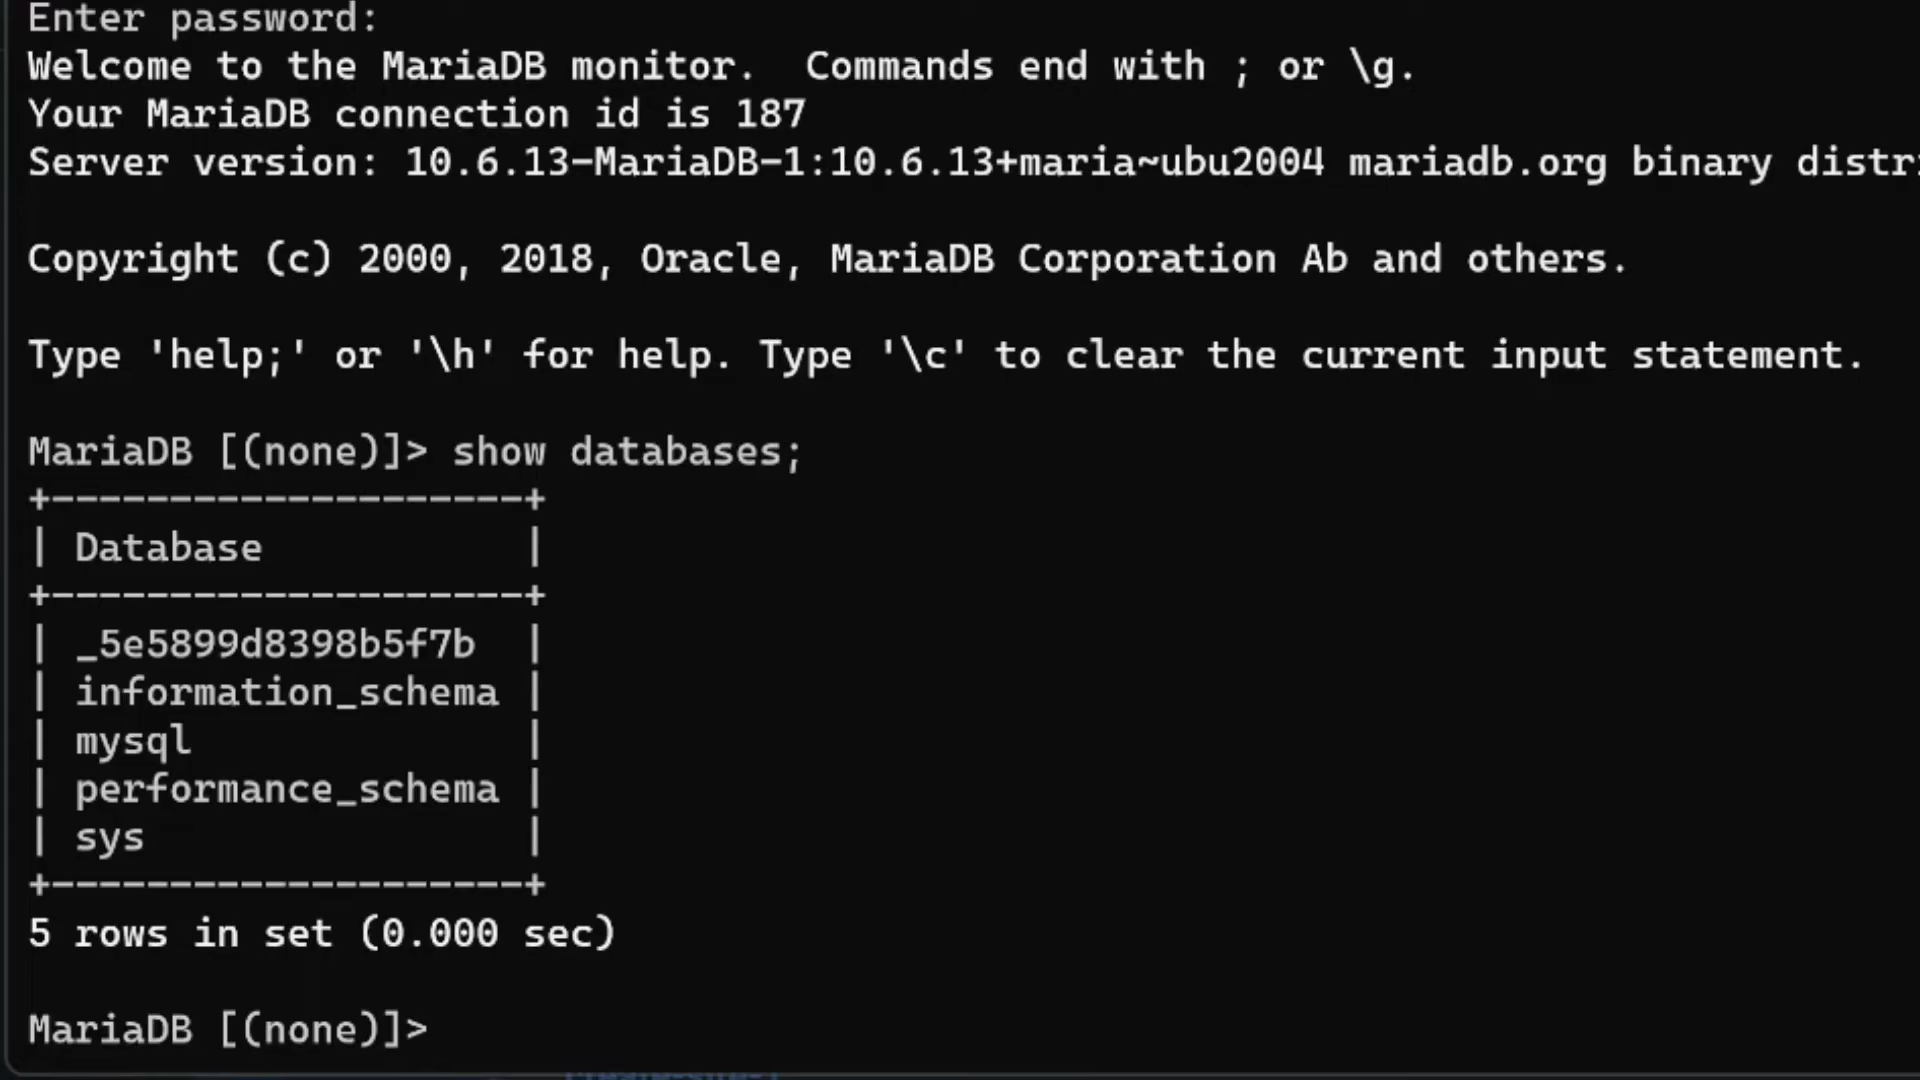 Enter password:
Welcome to the MariaDB monitor.  Commands end with ; or \g.
Your MariaDB connection id is 187
Server version: 10.6.13-MariaDB-1:10.6.13+maria~ubu2004 mariadb.org binary distri
Copyright (c) 2000, 2018, Oracle, MariaDB Corporation Ab and others.
Type 'help;' or '\h' for help. Type '\c' to clear the current input statement.
MariaDB [(none)]> show databases;
+--------------------+
| Database           |
+--------------------+
| _5e5899d8398b5f7b  |
| information_schema |
| mysql              |
| performance_schema |
| sys                |
+--------------------+
5 rows in set (0.000 sec)
MariaDB [(none)]>